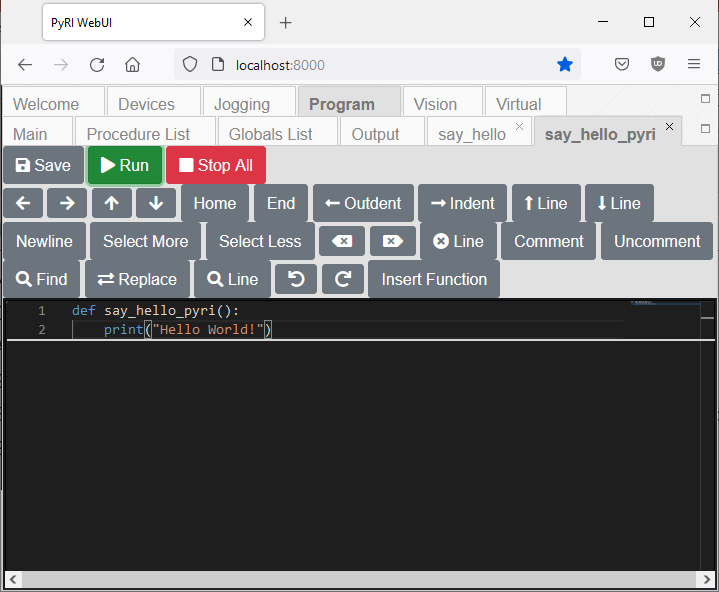 PyRI WebUI
localhost:8000
Welcome Devices Jogging Program Vision Virtual
Main Procedure List Globals List Output say_hello say_hello_pyri
Save Run Stop All
Home End Outdent Indent Line Line
Newline Select More Select Less Line Comment Uncomment
Find Replace Line Insert Function
1 def say_hello_pyri():
2 print("Hello World!")